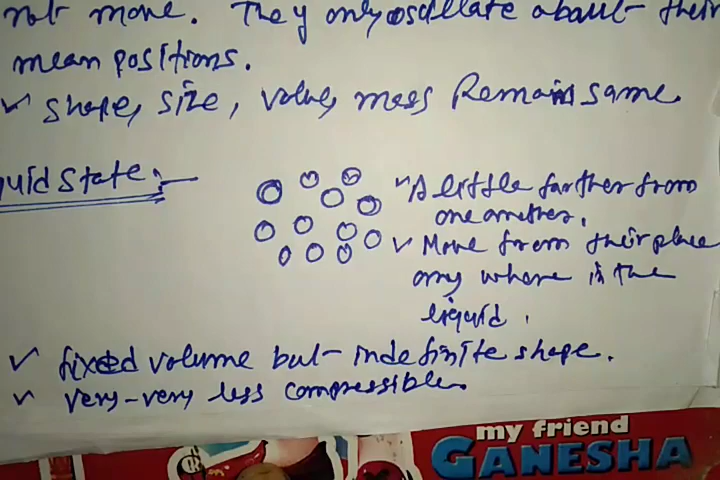 not move. They only oscillate about their
mean positions.
✓ shape, size, value, mass Remain same.
quid State :-
✓ A little farther from
one another.
✓ Move from their place
any where in the
liquid.
✓ fixed volume but indefinite shape.
✓ very-very less compressible.
my friend
GANESHA